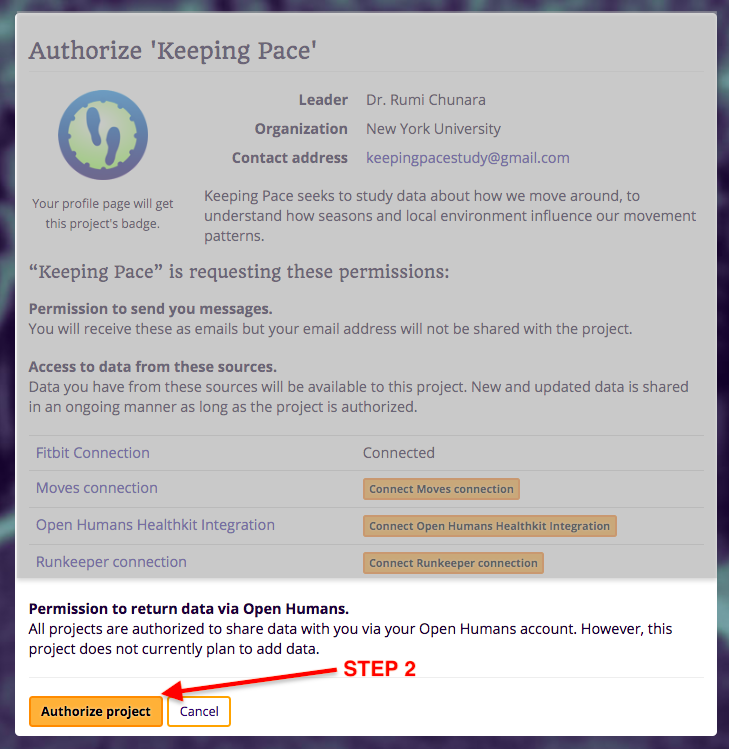 Authorize 'Keeping Pace'
Leader Dr. Rumi Chunara
Organization New York University
Contact address keepingpacestudy@gmail.com
Your profile page will get
this project's badge.
Keeping Pace seeks to study data about how we move around, to
understand how seasons and local environment influence our movement
patterns.
“Keeping Pace” is requesting these permissions:
Permission to send you messages.
You will receive these as emails but your email address will not be shared with the project.
Access to data from these sources.
Data you have from these sources will be available to this project. New and updated data is shared
in an ongoing manner as long as the project is authorized.
Fitbit Connection Connected
Moves connection Connect Moves connection
Open Humans Healthkit Integration Connect Open Humans Healthkit Integration
Runkeeper connection Connect Runkeeper connection
Permission to return data via Open Humans.
All projects are authorized to share data with you via your Open Humans account. However, this
project does not currently plan to add data.
STEP 2
Authorize project Cancel